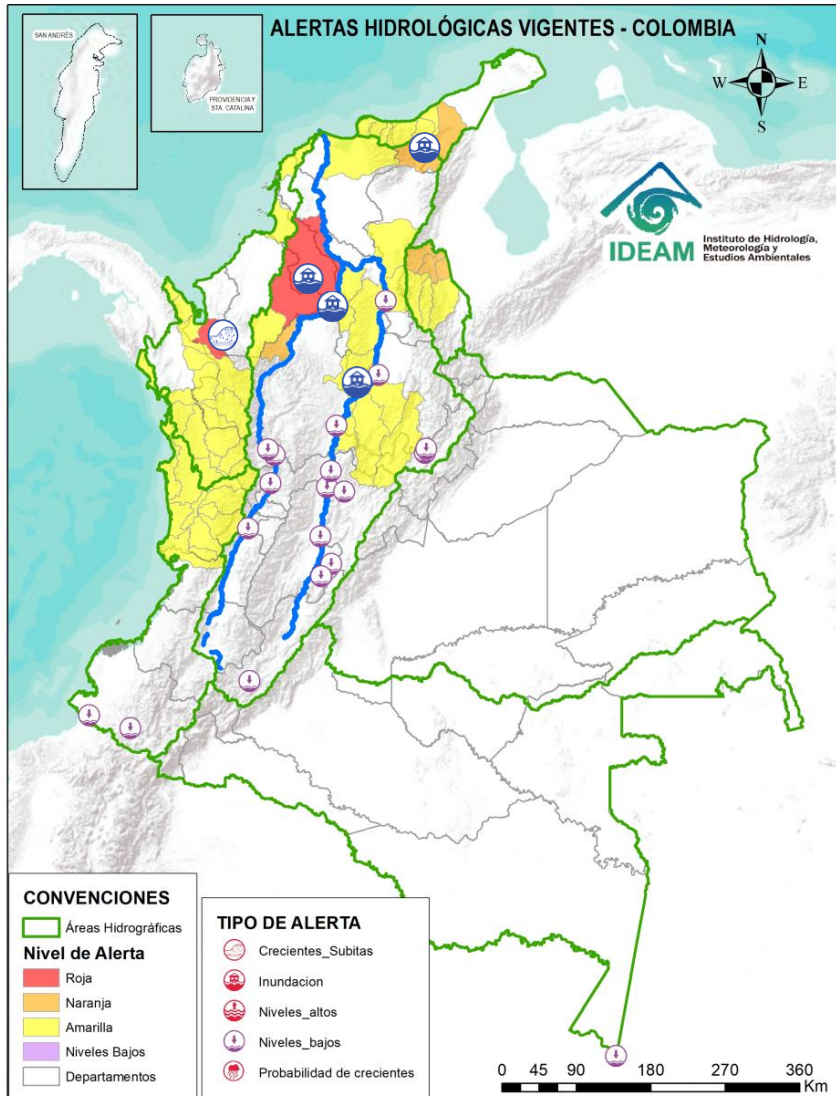 ALERTAS HIDROLÓGICAS VIGENTES - COLOMBIA
SAN ANDRÉS
PROVIDENCIA Y
STA. CATALINA
N
W
E
S
IDEAM
Instituto de Hidrología,
Meteorología y
Estudios Ambientales
CONVENCIONES
Áreas Hidrográficas
Nivel de Alerta
Roja
Naranja
Amarilla
Niveles Bajos
Departamentos
TIPO DE ALERTA
Crecientes_Subitas
Inundacion
Niveles_altos
Niveles_bajos
Probabilidad de crecientes
0 45 90 180 270 360
Km